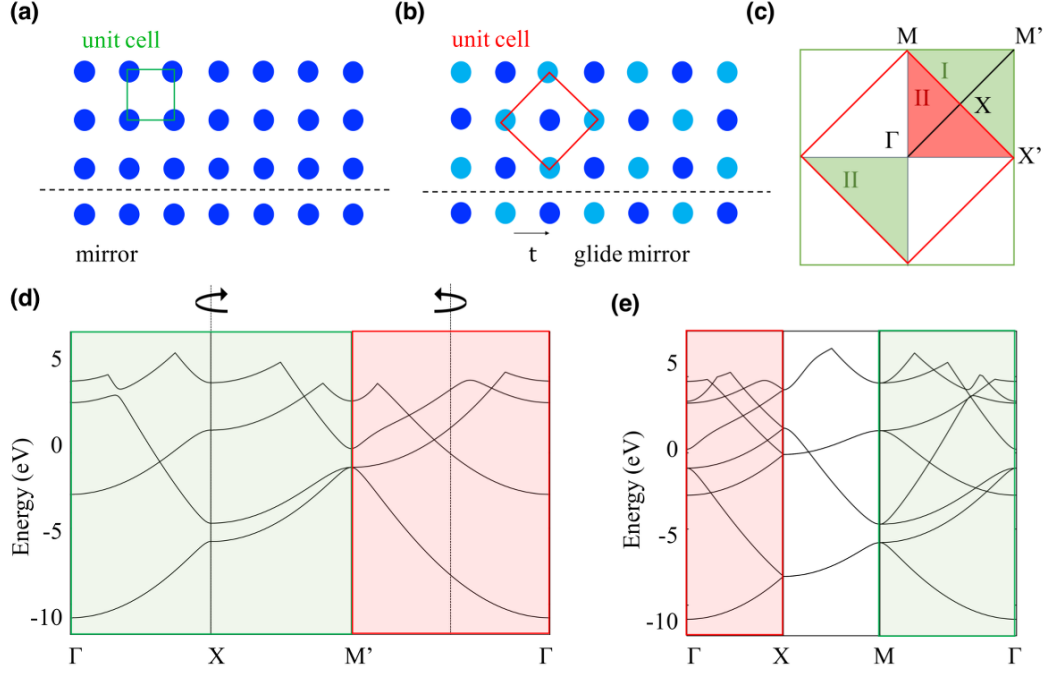 (a)
unit cell
mirror
(b)
unit cell
t
glide mirror
(c)
M
M'
I
II
X
Γ
X'
II
(d)
5
0
-5
-10
Energy (eV)
Γ
X
M'
Γ
(e)
5
0
-5
-10
Energy (eV)
Γ
X
M
Γ